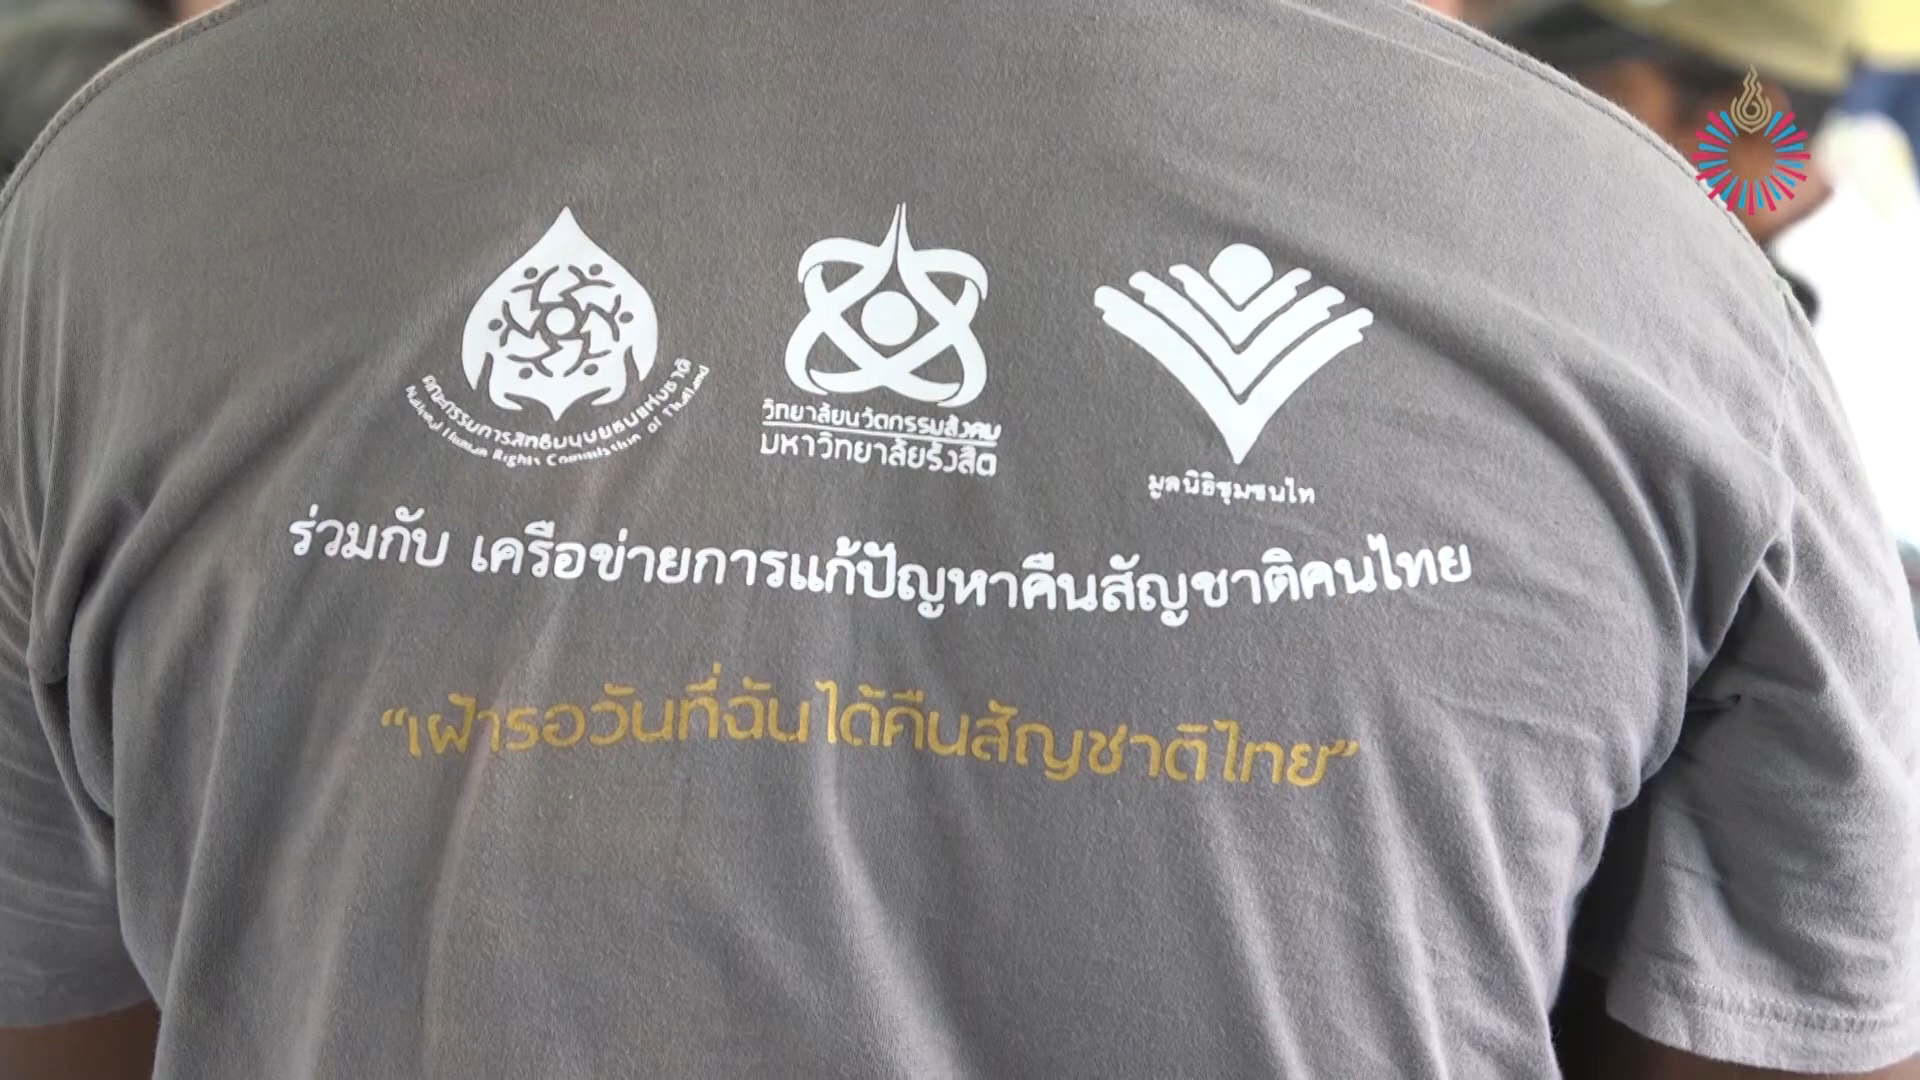 คณะกรรมการสิทธิมนุษยชนแห่งชาติ
National Human Rights Commission of Thailand
วิทยาลัยนวัตกรรมสังคม
มหาวิทยาลัยรังสิต
มูลนิธิชุมชนไท
ร่วมกับ เครือข่ายการแก้ปัญหาคืนสัญชาติคนไทย
“เฝ้ารอวันที่ฉันได้คืนสัญชาติไทย”